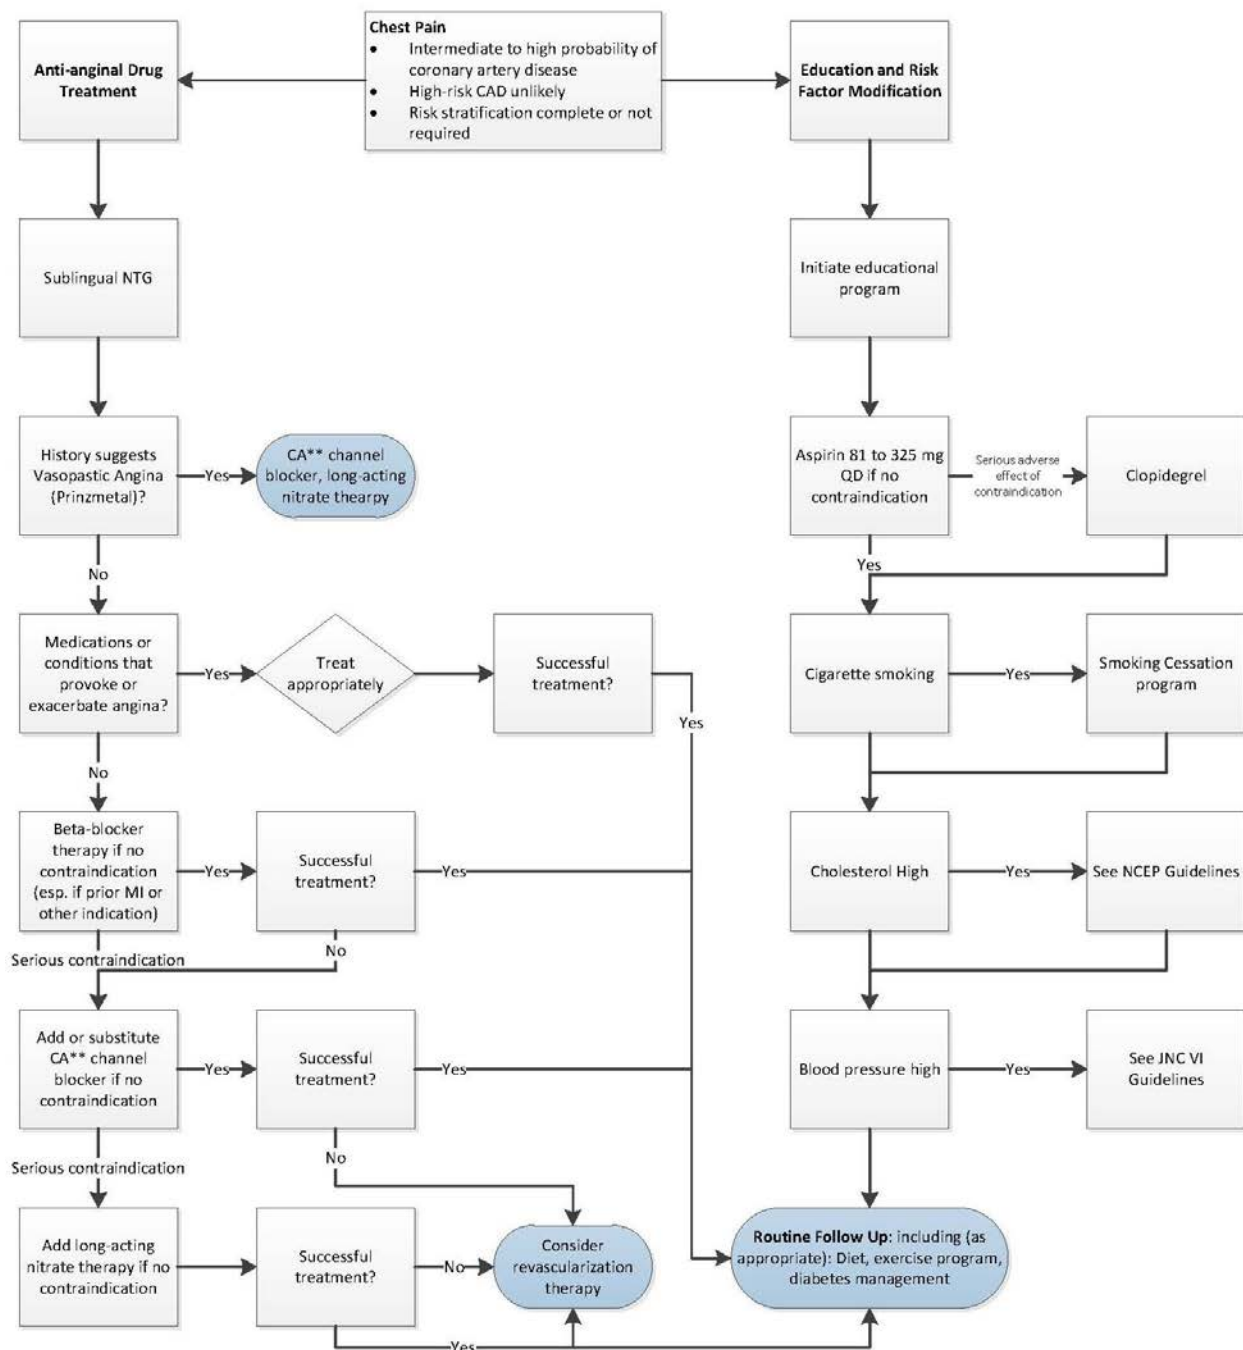 Chest Pain
• Intermediate to high probability of
coronary artery disease
• High-risk CAD unlikely
• Risk stratification complete or not
required
Anti-anginal Drug
Treatment
Education and Risk
Factor Modification
Sublingual NTG
Initiate educational
program
History suggests
Vasopastic Angina
(Prinzmetal)?
Yes
CA** channel
blocker, long-acting
nitrate thearpy
Aspirin 81 to 325 mg
QD if no
contraindication
Serious adverse
effect of
contraindication
Clopidegrel
No
Yes
Medications or
conditions that
provoke or
exacerbate angina?
Yes
Treat
appropriately
Successful
treatment?
Yes
Cigarette smoking
Yes
Smoking Cessation
program
No
Beta-blocker
therapy if no
contraindication
(esp. if prior MI or
other indication)
Yes
Successful
treatment?
Yes
Cholesterol High
Yes
See NCEP Guidelines
Serious contraindication
No
Add or substitute
CA** channel
blocker if no
contraindication
Yes
Successful
treatment?
Yes
Blood pressure high
Yes
See JNC VI
Guidelines
Serious contraindication
No
Add long-acting
nitrate therapy if no
contraindication
Successful
treatment?
No
Consider
revascularization
therapy
Routine Follow Up: including (as
appropriate): Diet, exercise program,
diabetes management
Yes